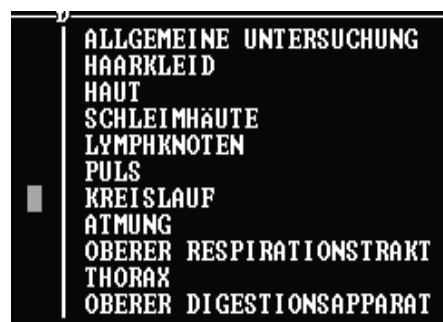 ALLGEMEINE UNTERSUCHUNG
HAARKLEID
HAUT
SCHLEIMHäUTE
LYMPHKNOTEN
PULS
KREISLAUF
ATMUNG
OBERER RESPIRATIONSTRAKT
THORAX
OBERER DIGESTIONSAPPARAT